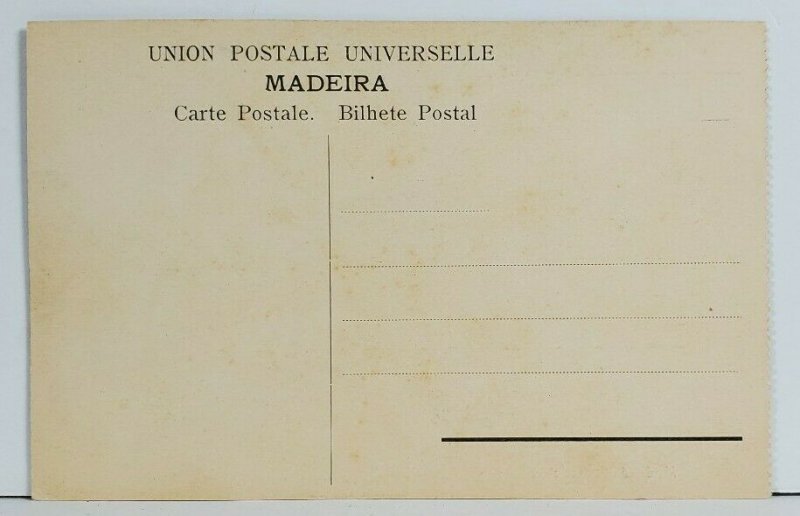 UNION POSTALE UNIVERSELLE
MADEIRA
Carte Postale. Bilhete Postal